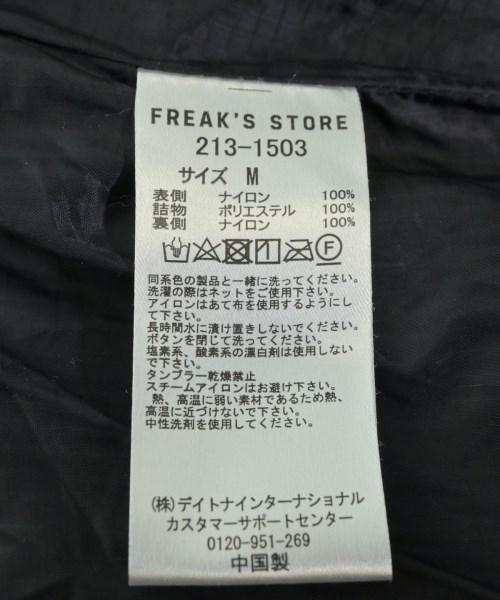 FREAK'S STORE
213-1503
サイズ M
表側 ナイロン 100%
詰物 ポリエステル 100%
裏側 ナイロン 100%
同系色の製品と一緒に洗ってください。
洗濯の際はネットをご使用下さい。
アイロンはあて布を使用するようにし
て下さい。
長時間水に漬け置きしないでください。
ボタンを閉じて洗ってください。
塩素系、酸素系の漂白剤は使用しない
で下さい。
タンブラー乾燥禁止
スチームアイロンはお避け下さい。
熱、高温に弱い素材であるため熱、
高温に近づけないで下さい。
中性洗剤を使用してください。
(株)デイトナインターナショナル
カスタマーサポートセンター
0120-951-269
中国製